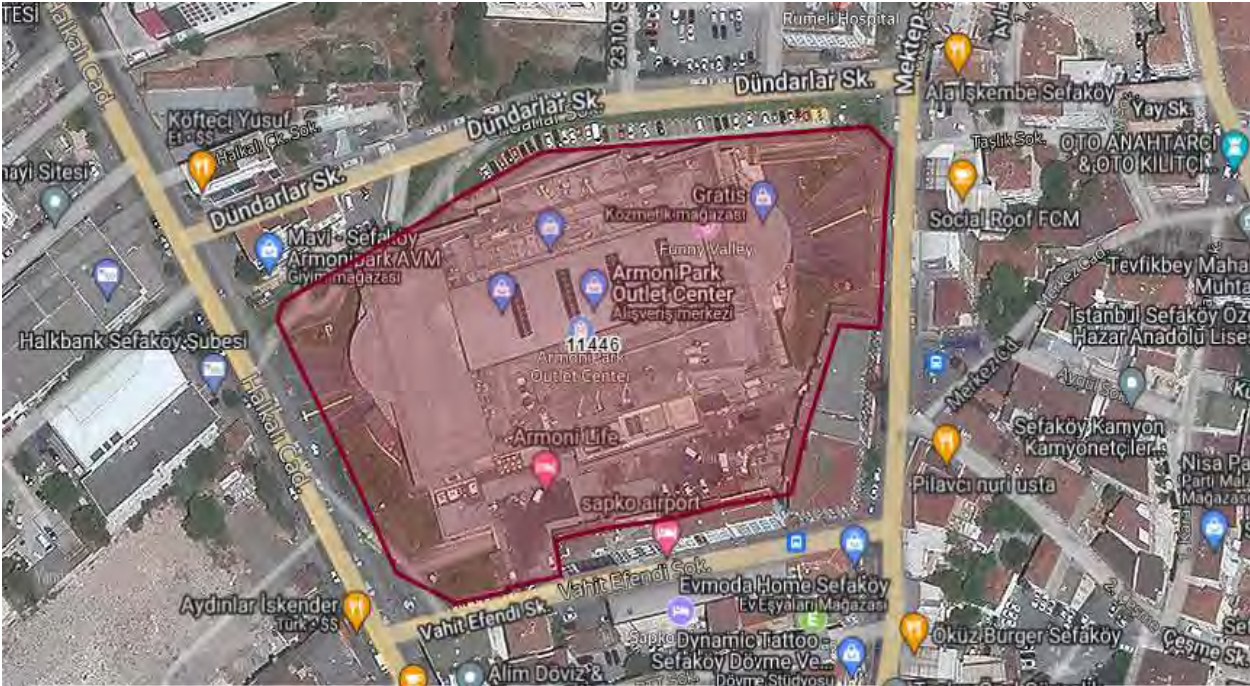 TESİ
Halkalı Cad.
Rumeli Hospital
2310. S
Mektep S
Ayla
Köfteci Yusuf
Et • $$
Halkalı Çk. Sok.
Dündarlar Sk.
Dündarlar Sk.
Ala İşkembe Sefaköy
Yay Sk.
Taşlık Sok.
OTO ANAHTARCI
& OTO KİLİTÇİ...
nayi Sitesi
Dündarlar Sk.
Gratis
Kozmetik mağazası
Social Roof FCM
Mavi - Sefaköy
ArmoniPark AVM
Giyim mağazası
Funny Valley
ArmoniPark
Outlet Center
Alışveriş merkezi
Merkez Cad.
Tevfikbey Maha
Muhta
Halkbank Sefaköy Şubesi
11446
ArmoniPark
Outlet Center
İstanbul Sefaköy Öz
Hazar Anadolu Lise
Merkez Cd.
Halkalı Cad.
Armoni Life
Sefaköy Kamyon
Kamyonetçiler...
Nisa Pa
Parti Mal
Mağazas
Pilavcı nuri usta
sapko airport
Vahit Efendi Sok.
Evmoda Home Sefaköy
Ev Eşyaları Mağazası
Aydınlar İskender
Türk • $$
Vahit Efendi Sk.
Öküz Burger Sefaköy
Çeşme Sk.
Dynamic Tattoo -
Sefaköy Dövme Ve...
Dövme Stüdyosu
Alim Döviz &